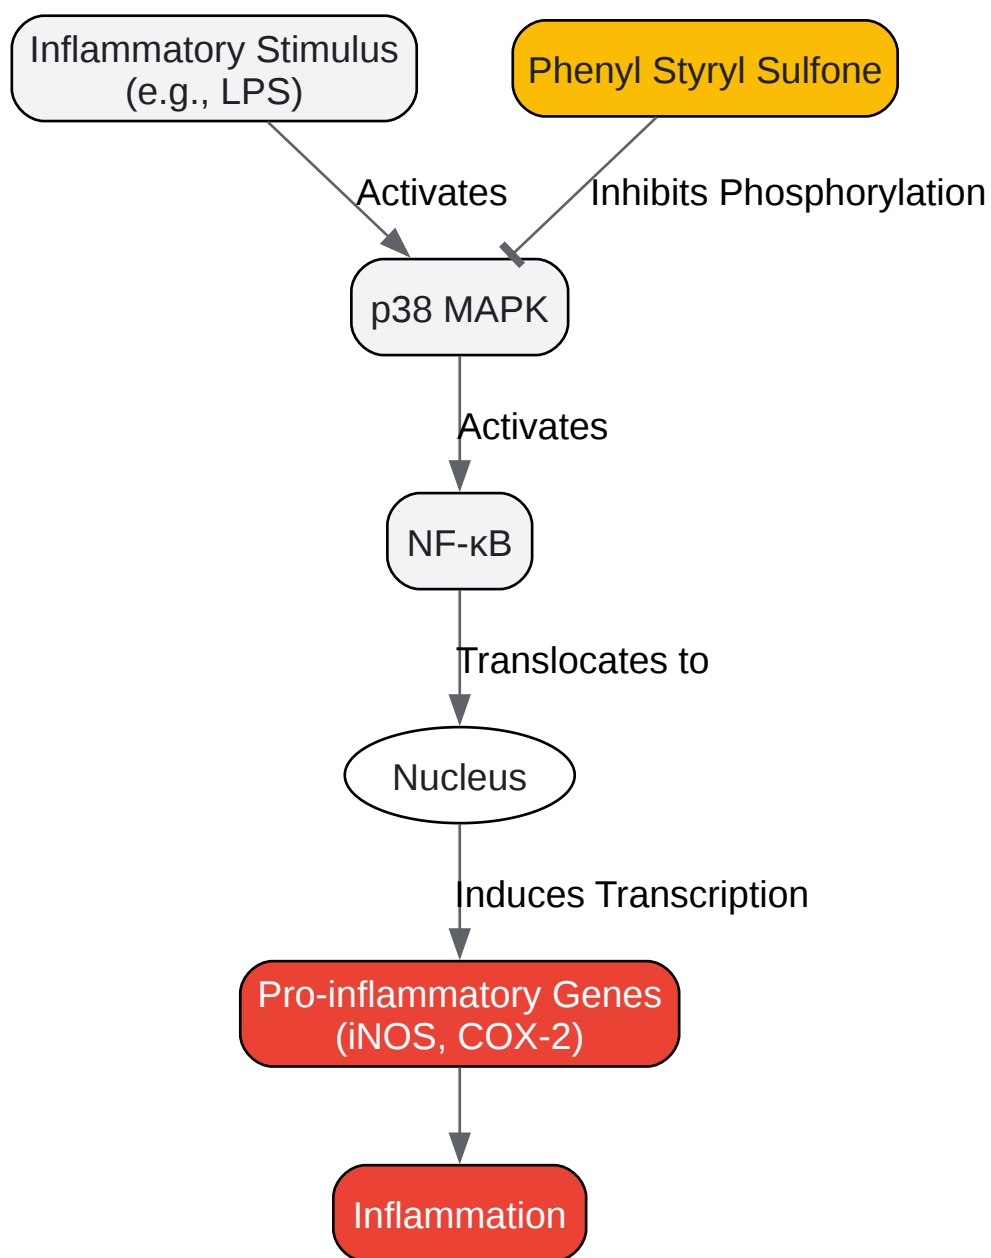 Inflammatory Stimulus
(e.g., LPS)
Phenyl Styryl Sulfone
Activates
Inhibits Phosphorylation
p38 MAPK
Activates
NF-κB
Translocates to
Nucleus
Induces Transcription
Pro-inflammatory Genes
(iNOS, COX-2)
Inflammation